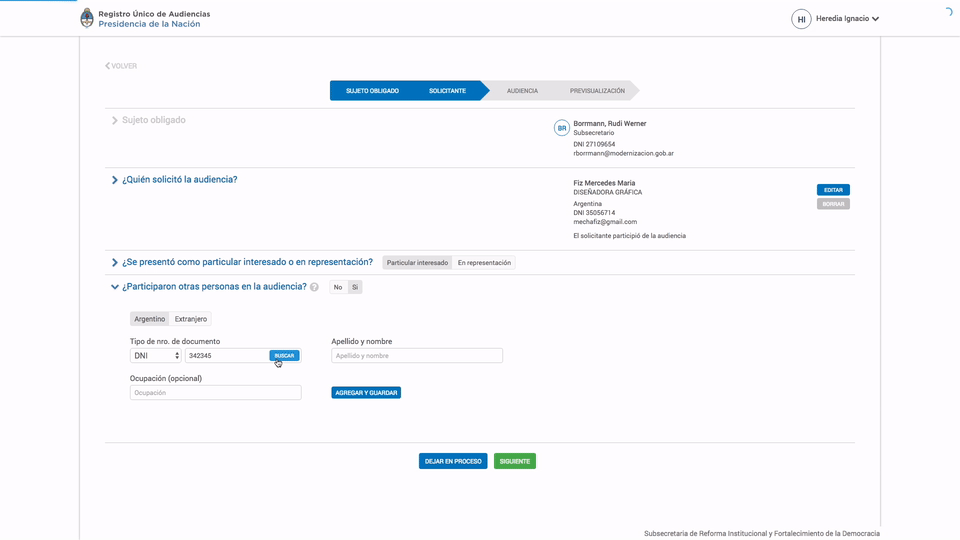 Registro Único de Audiencias
Presidencia de la Nación
HI
Heredia Ignacio
VOLVER
SUJETO OBLIGADO
SOLICITANTE
AUDIENCIA
PREVISUALIZACIÓN
Sujeto obligado
BR
Borrmann, Rudi Werner
Subsecretario
DNI 27109654
rborrmann@modernizacion.gob.ar
¿Quién solicitó la audiencia?
Fiz Mercedes Maria
DISEÑADORA GRÁFICA
Argentina
DNI 35056714
mechafiz@gmail.com
El solicitante participió de la audiencia
EDITAR
BORRAR
¿Se presentó como particular interesado o en representación?
Particular interesado
En representación
¿Participaron otras personas en la audiencia?
?
No
Si
Argentino
Extranjero
Tipo de nro. de documento
DNI
342345
BUSCAR
Apellido y nombre
Apellido y nombre
Ocupación (opcional)
Ocupación
AGREGAR Y GUARDAR
DEJAR EN PROCESO
SIGUIENTE
Subsecretaria de Reforma Institucional y Fortalecimiento de la Democracia